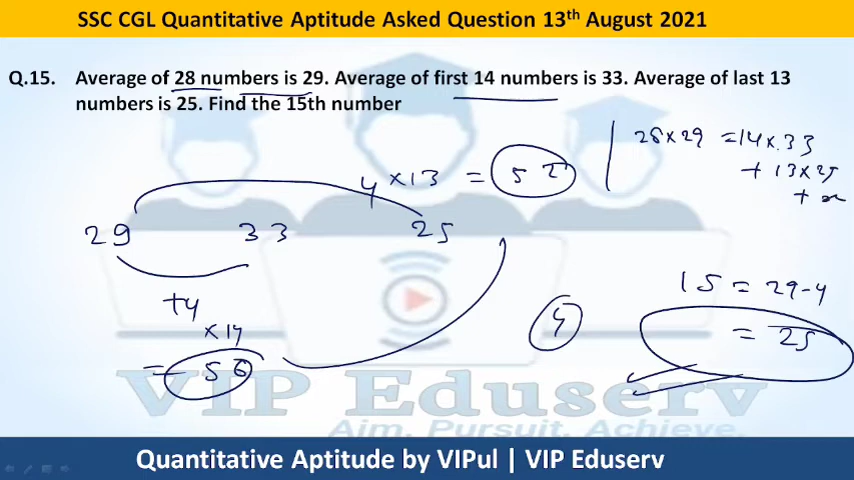 SSC CGL Quantitative Aptitude Asked Question 13th August 2021
Q.15. Average of 28 numbers is 29. Average of first 14 numbers is 33. Average of last 13
numbers is 25. Find the 15th number
28×29 = 14×33
+ 13×25
+ x
4 ×13 = 52
29 33 25
+4
×14
= 56
4
15 = 29-4
= 25
VIP Eduserv
Aim. Pursuit. Achieve.
Quantitative Aptitude by VIPul | VIP Eduserv